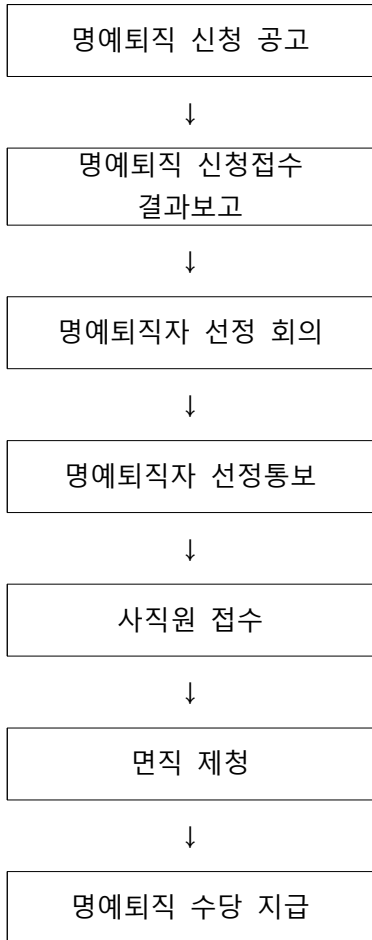 명예퇴직 신청 공고
↓
명예퇴직 신청접수
결과보고
↓
명예퇴직자 선정 회의
↓
명예퇴직자 선정통보
↓
사직원 접수
↓
면직 제청
↓
명예퇴직 수당 지급